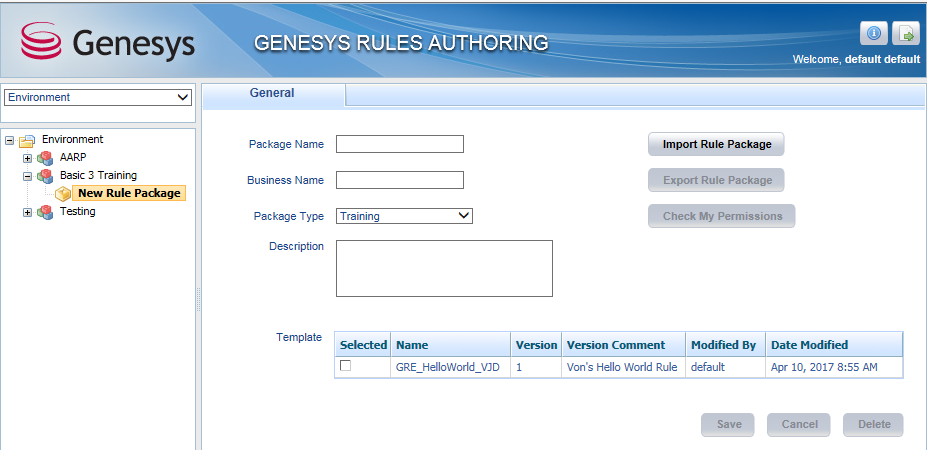 Genesys
GENESYS RULES AUTHORING
Welcome, default default
Environment
Environment
AARP
Basic 3 Training
New Rule Package
Testing
General
Package Name
Import Rule Package
Business Name
Export Rule Package
Package Type Training
Check My Permissions
Description
Template
Selected Name Version Version Comment Modified By Date Modified
GRE_HelloWorld_VJD 1 Von's Hello World Rule default Apr 10, 2017 8:55 AM
Save Cancel Delete